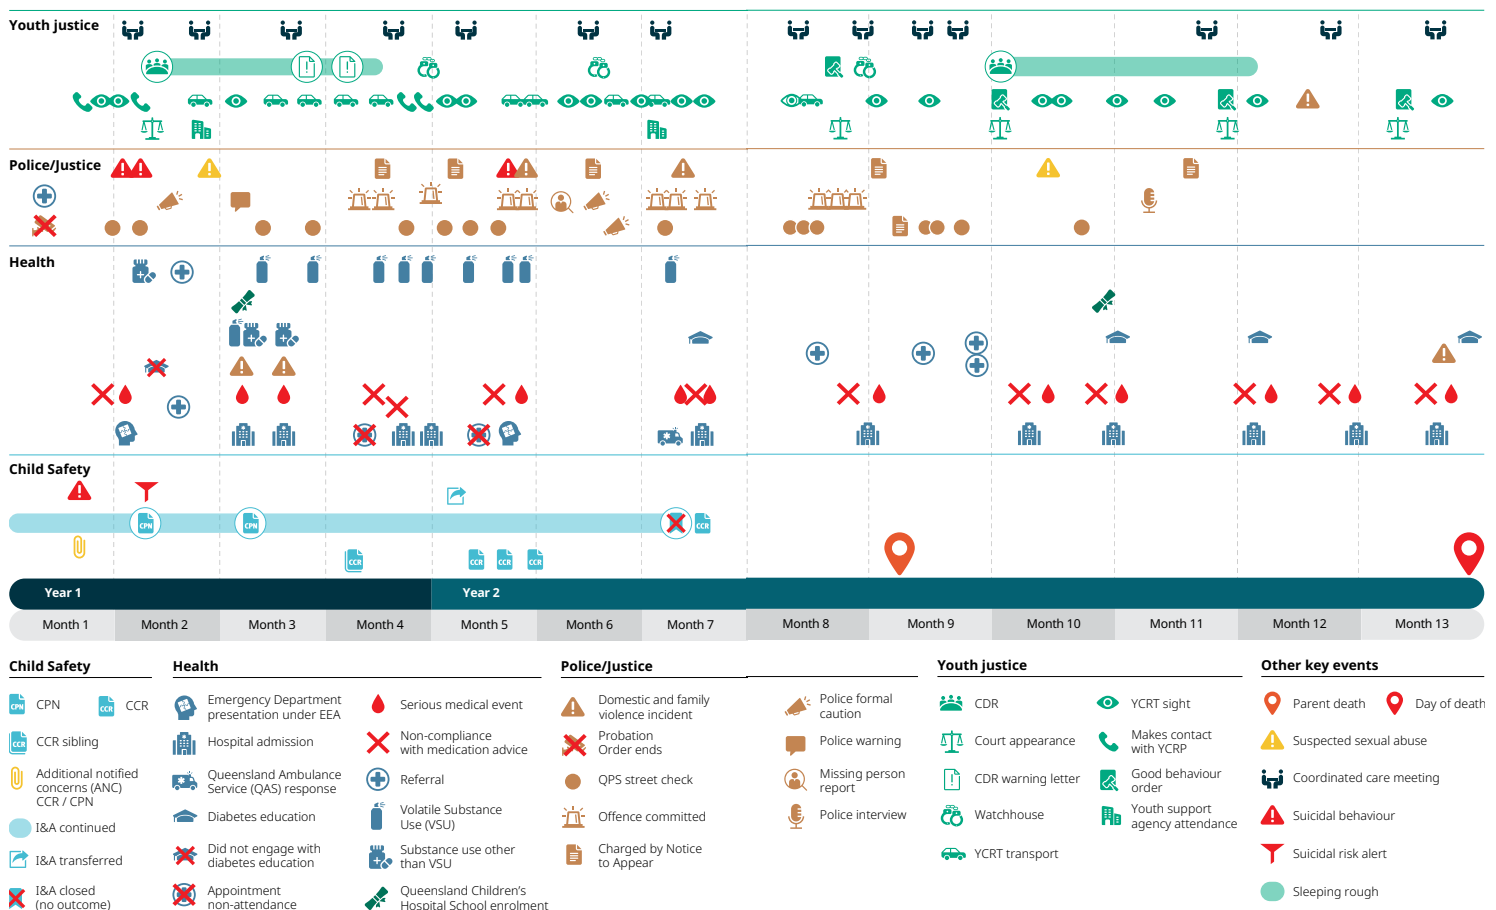 Youth justice
Police/Justice
Health
Child Safety
CPN
CPN
CCR
CCR
CCR
CCR
CCR
Year 1
Year 2
Month 1
Month 2
Month 3
Month 4
Month 5
Month 6
Month 7
Month 8
Month 9
Month 10
Month 11
Month 12
Month 13
Child Safety
CPN
CPN
CCR
CCR
CCR
CCR sibling
Additional notified
concerns (ANC)
CCR / CPN
I&A continued
I&A transferred
I&A closed
(no outcome)
Health
Emergency Department
presentation under EEA
Hospital admission
Queensland Ambulance
Service (QAS) response
Diabetes education
Did not engage with
diabetes education
Appointment
non-attendance
Serious medical event
Non-compliance
with medication advice
Referral
Volatile Substance
Use (VSU)
Substance use other
than VSU
Queensland Children's
Hospital School enrolment
Police/Justice
Domestic and family
violence incident
Probation
Order ends
QPS street check
Offence committed
Charged by Notice
to Appear
Police formal
caution
Police warning
Missing person
report
Police interview
Youth justice
CDR
Court appearance
CDR warning letter
Watchhouse
YCRT transport
YCRT sight
Makes contact
with YCRP
Good behaviour
order
Youth support
agency attendance
Other key events
Parent death
Day of death
Suspected sexual abuse
Coordinated care meeting
Suicidal behaviour
Suicidal risk alert
Sleeping rough